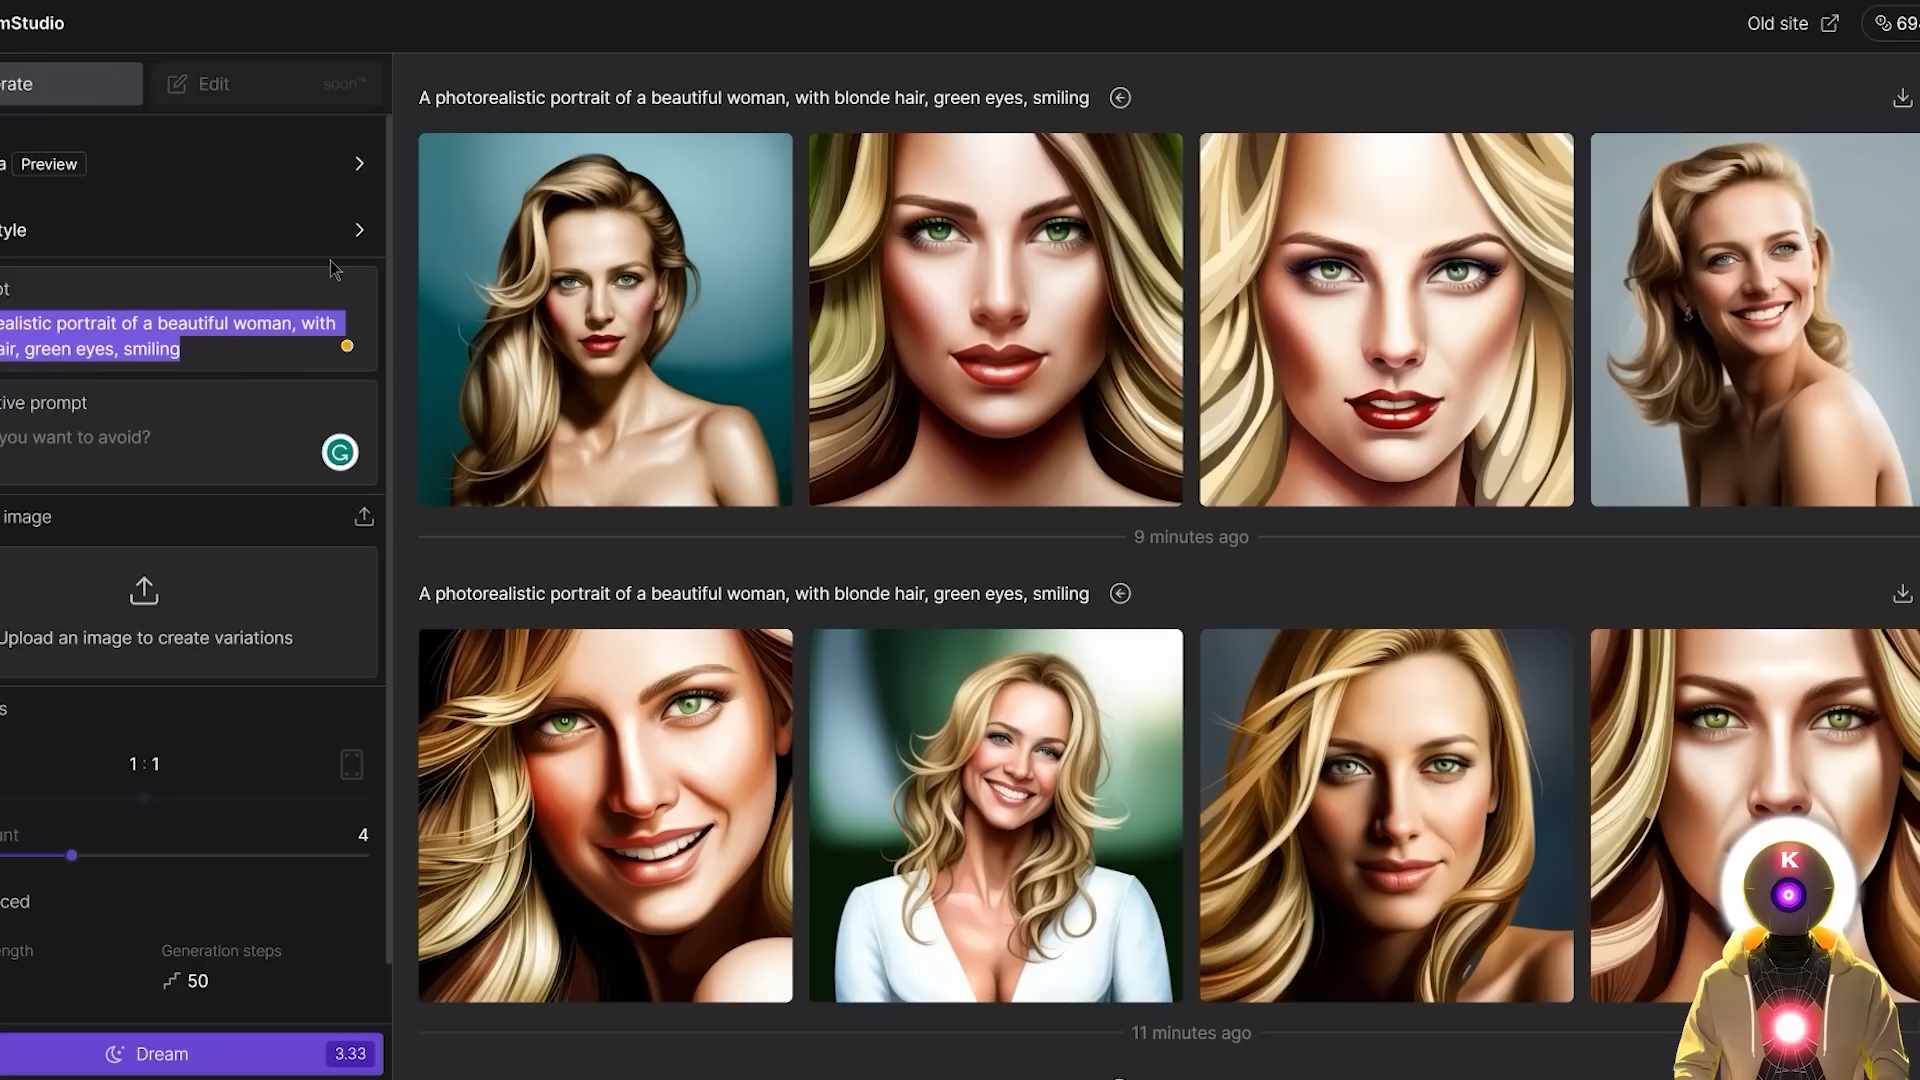 mStudio
Old site
69
rate
Edit
soon™
a
Preview
tyle
pt
ealistic portrait of a beautiful woman, with
air, green eyes, smiling
tive prompt
you want to avoid?
image
Upload an image to create variations
s
1 : 1
unt
4
ced
ength
Generation steps
50
Dream
3.33
A photorealistic portrait of a beautiful woman, with blonde hair, green eyes, smiling
9 minutes ago
A photorealistic portrait of a beautiful woman, with blonde hair, green eyes, smiling
11 minutes ago
K